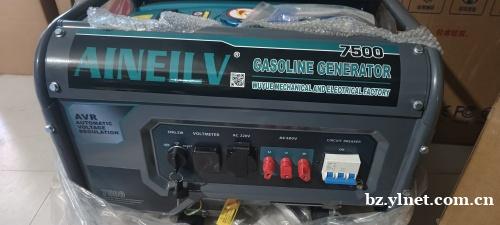 7500
AINEILV®
GASOLINE GENERATOR
WUYUE MECHANICAL AND ELECTRICAL FACTORY
AVR
AUTOMATIC
VOLTAGE
REGULATION
VOLTMETER
AC 220V
CIRCUIT BREAKER
ON
7500
bz.ylnet.com.cn